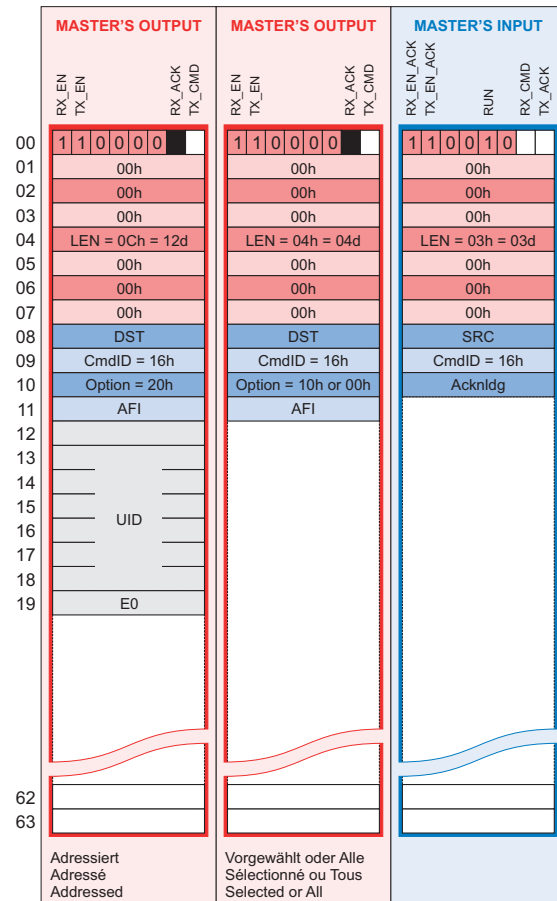 MASTER'S OUTPUT MASTER'S OUTPUT MASTER'S INPUT
RX_EN TX_EN RX_ACK TX_CMD RX_EN TX_EN RX_ACK TX_CMD RX_EN_ACK TX_EN_ACK RUN RX_CMD TX_ACK
00 1 1 0 0 0 0 1 1 0 0 0 0 1 1 0 0 1 0
01 00h 00h 00h
02 00h 00h 00h
03 00h 00h 00h
04 LEN = 0Ch = 12d LEN = 04h = 04d LEN = 03h = 03d
05 00h 00h 00h
06 00h 00h 00h
07 00h 00h 00h
08 DST DST SRC
09 CmdID = 16h CmdID = 16h CmdID = 16h
10 Option = 20h Option = 10h or 00h Acknldg
11 AFI AFI
12
13
14
15
UID
16
17
18
19 E0
62
63
Adressiert Vorgewählt oder Alle
Adressé Sélectionné ou Tous
Addressed Selected or All